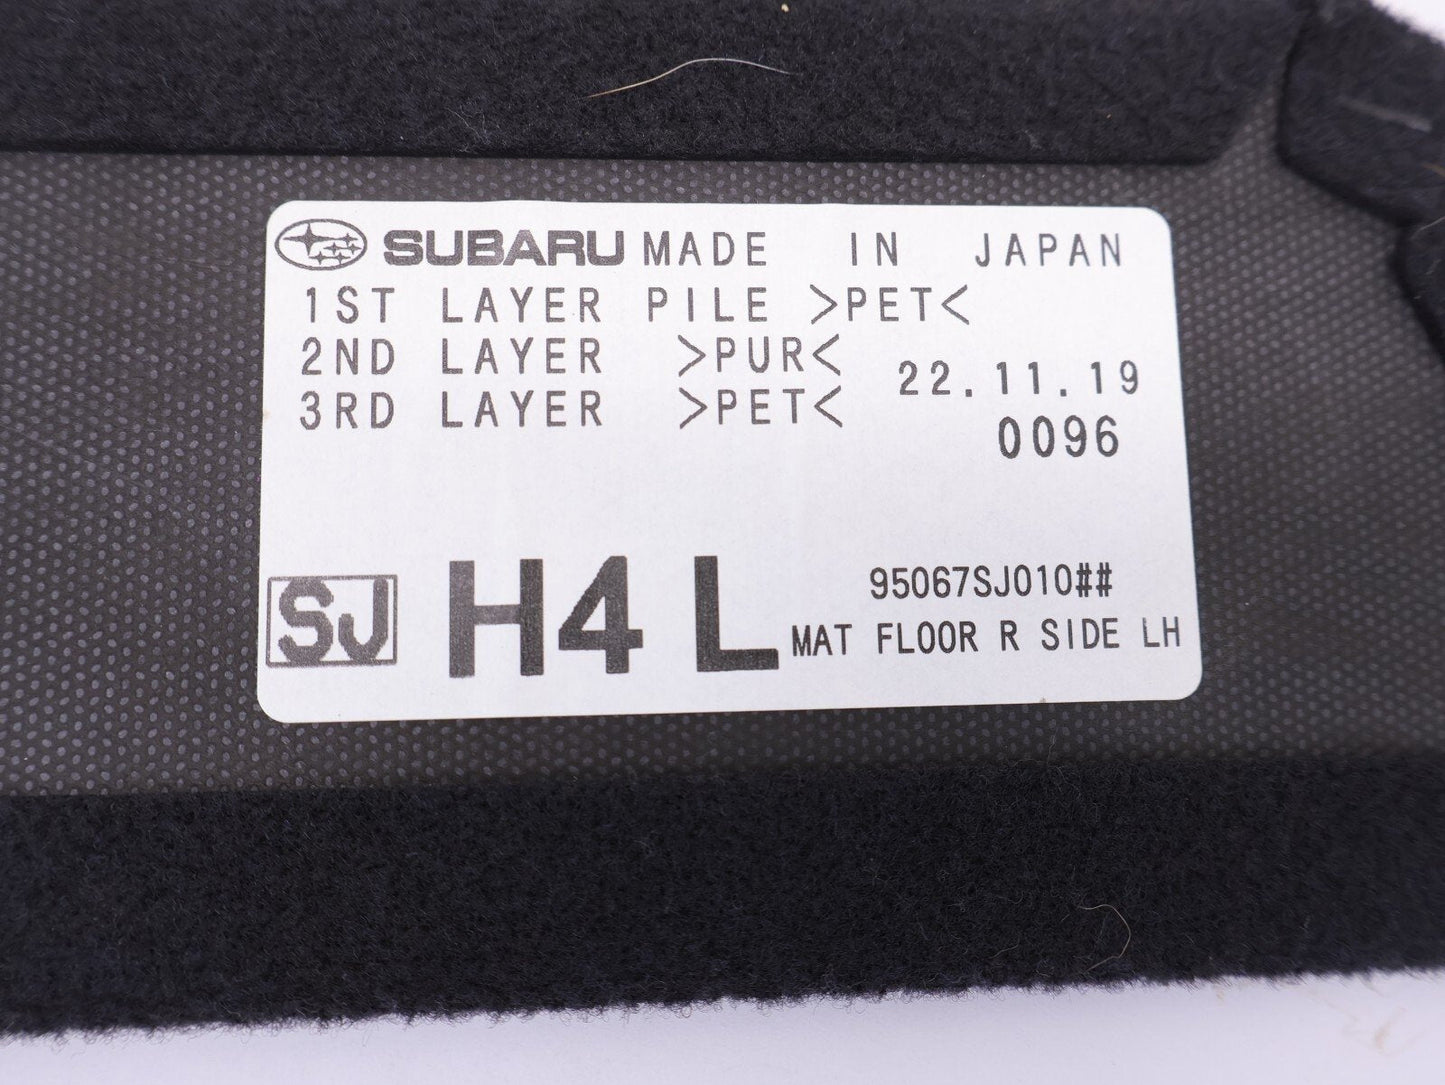 SUBARU MADE IN JAPAN
1ST LAYER PILE >PET<
2ND LAYER >PUR<
3RD LAYER >PET<
22.11.19
0096
SJ H4 L
95067SJ010##
MAT FLOOR R SIDE LH